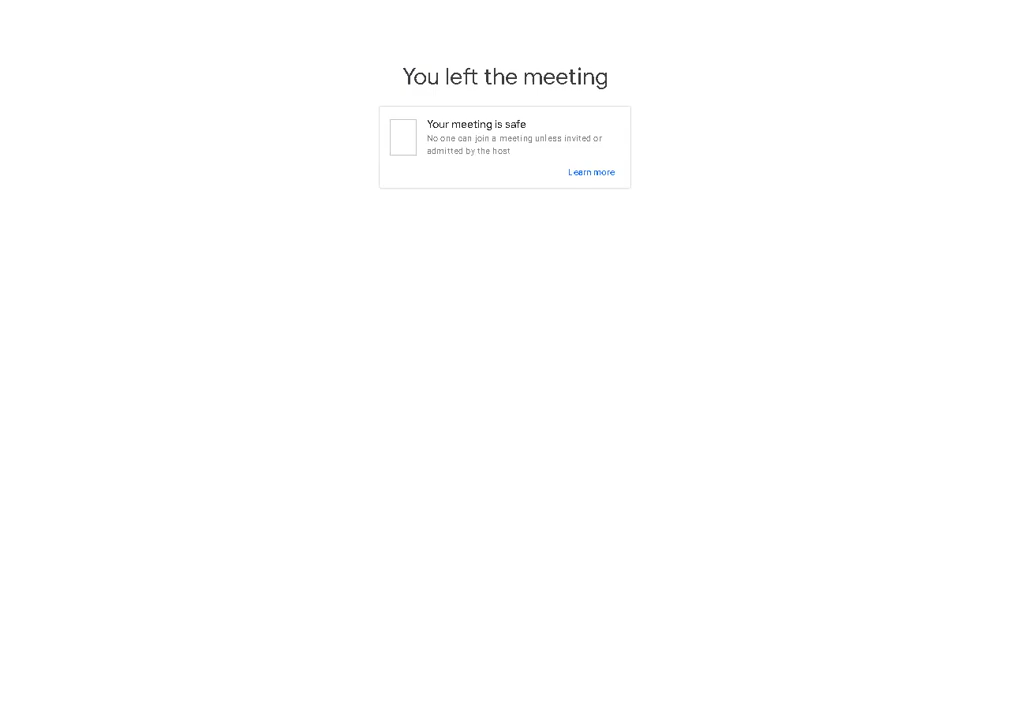 You left the meeting
Your meeting is safe
No one can join a meeting unless invited or
admitted by the host
Learn more